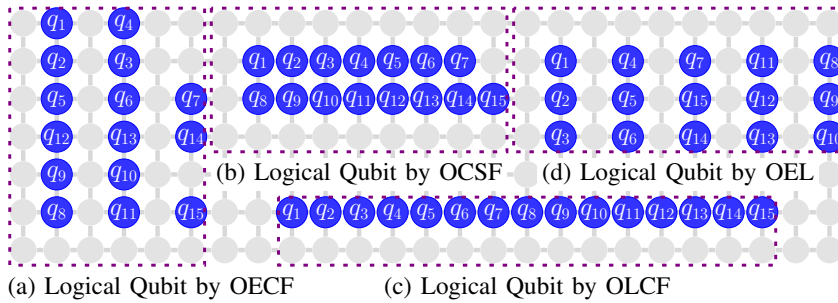 q1 q4
q2 q3
q5 q6 q7
q12 q13 q14
q9 q10
q8 q11 q15
(a) Logical Qubit by OECF
q1 q2 q3 q4 q5 q6 q7
q8 q9 q10 q11 q12 q13 q14 q15
(b) Logical Qubit by OCSF
q1 q4 q7 q11 q8
q2 q5 q15 q12 q9
q3 q6 q14 q13 q10
(d) Logical Qubit by OEL
q1 q2 q3 q4 q5 q6 q7 q8 q9 q10 q11 q12 q13 q14 q15
(c) Logical Qubit by OLCF